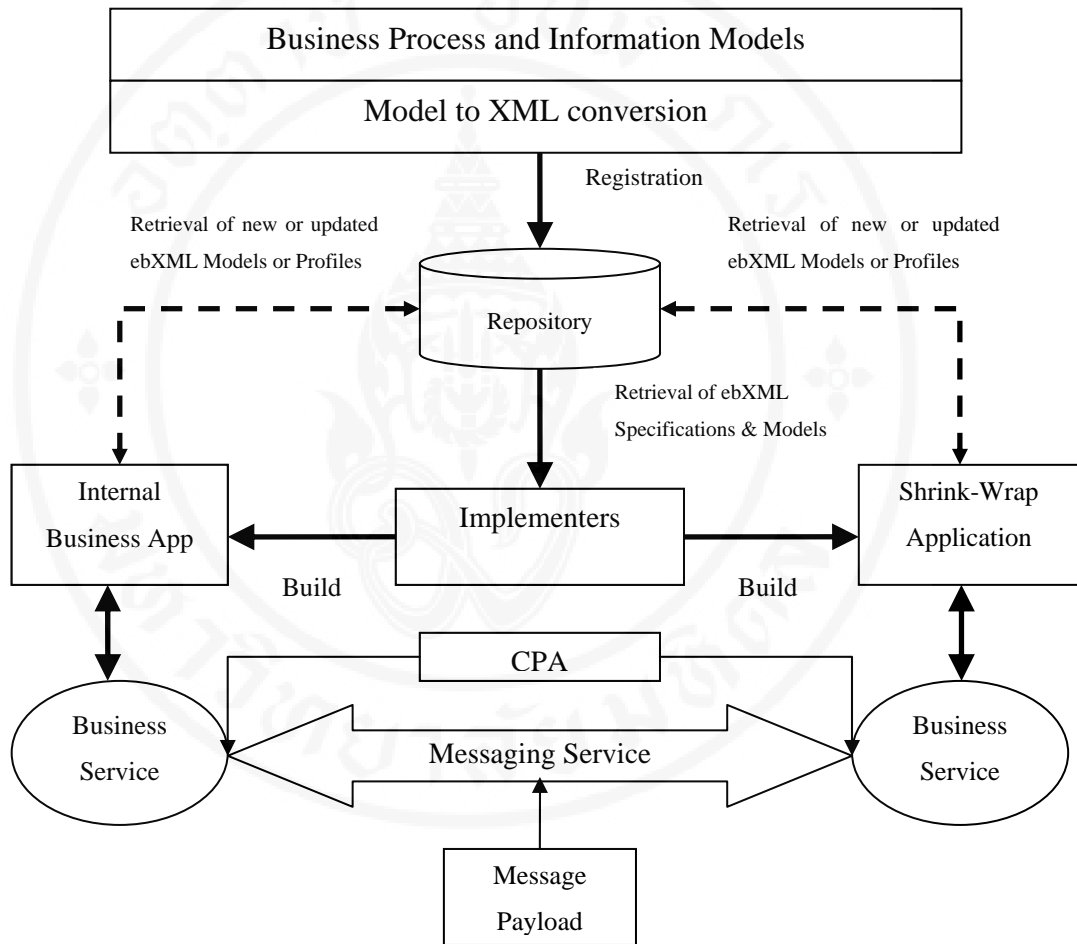 Business Process and Information Models
Model to XML conversion
Registration
Retrieval of new or updated
ebXML Models or Profiles
Retrieval of new or updated
ebXML Models or Profiles
Repository
Retrieval of ebXML
Specifications & Models
Internal
Business App
Implementers
Shrink-Wrap
Application
Build
Build
CPA
Business
Service
Messaging Service
Business
Service
Message
Payload